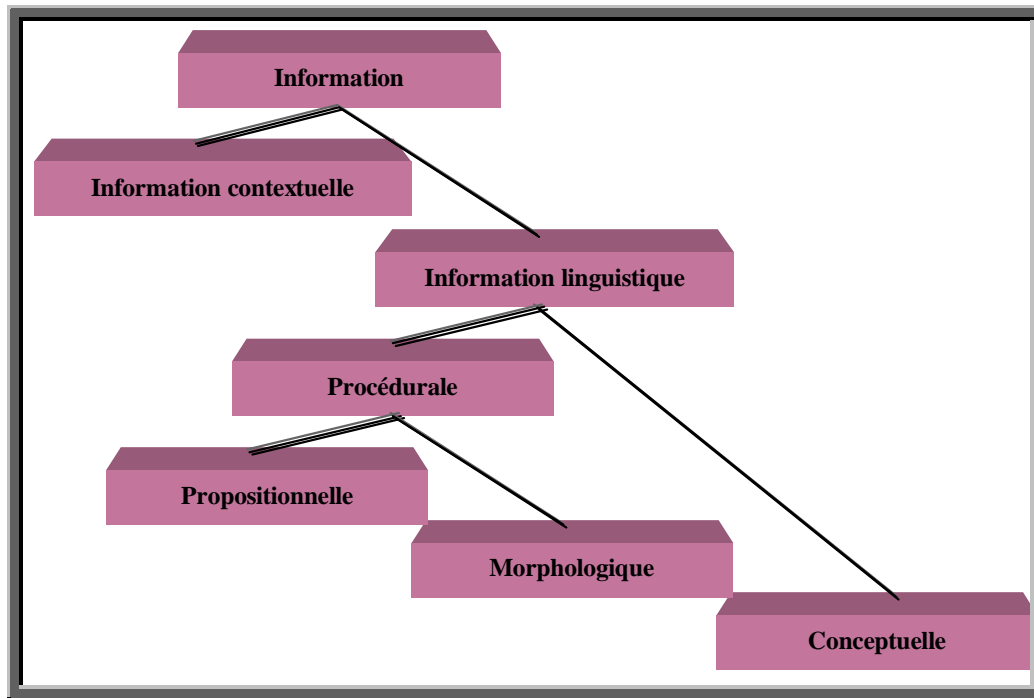 Information
Information contextuelle
Information linguistique
Procédurale
Propositionnelle
Morphologique
Conceptuelle